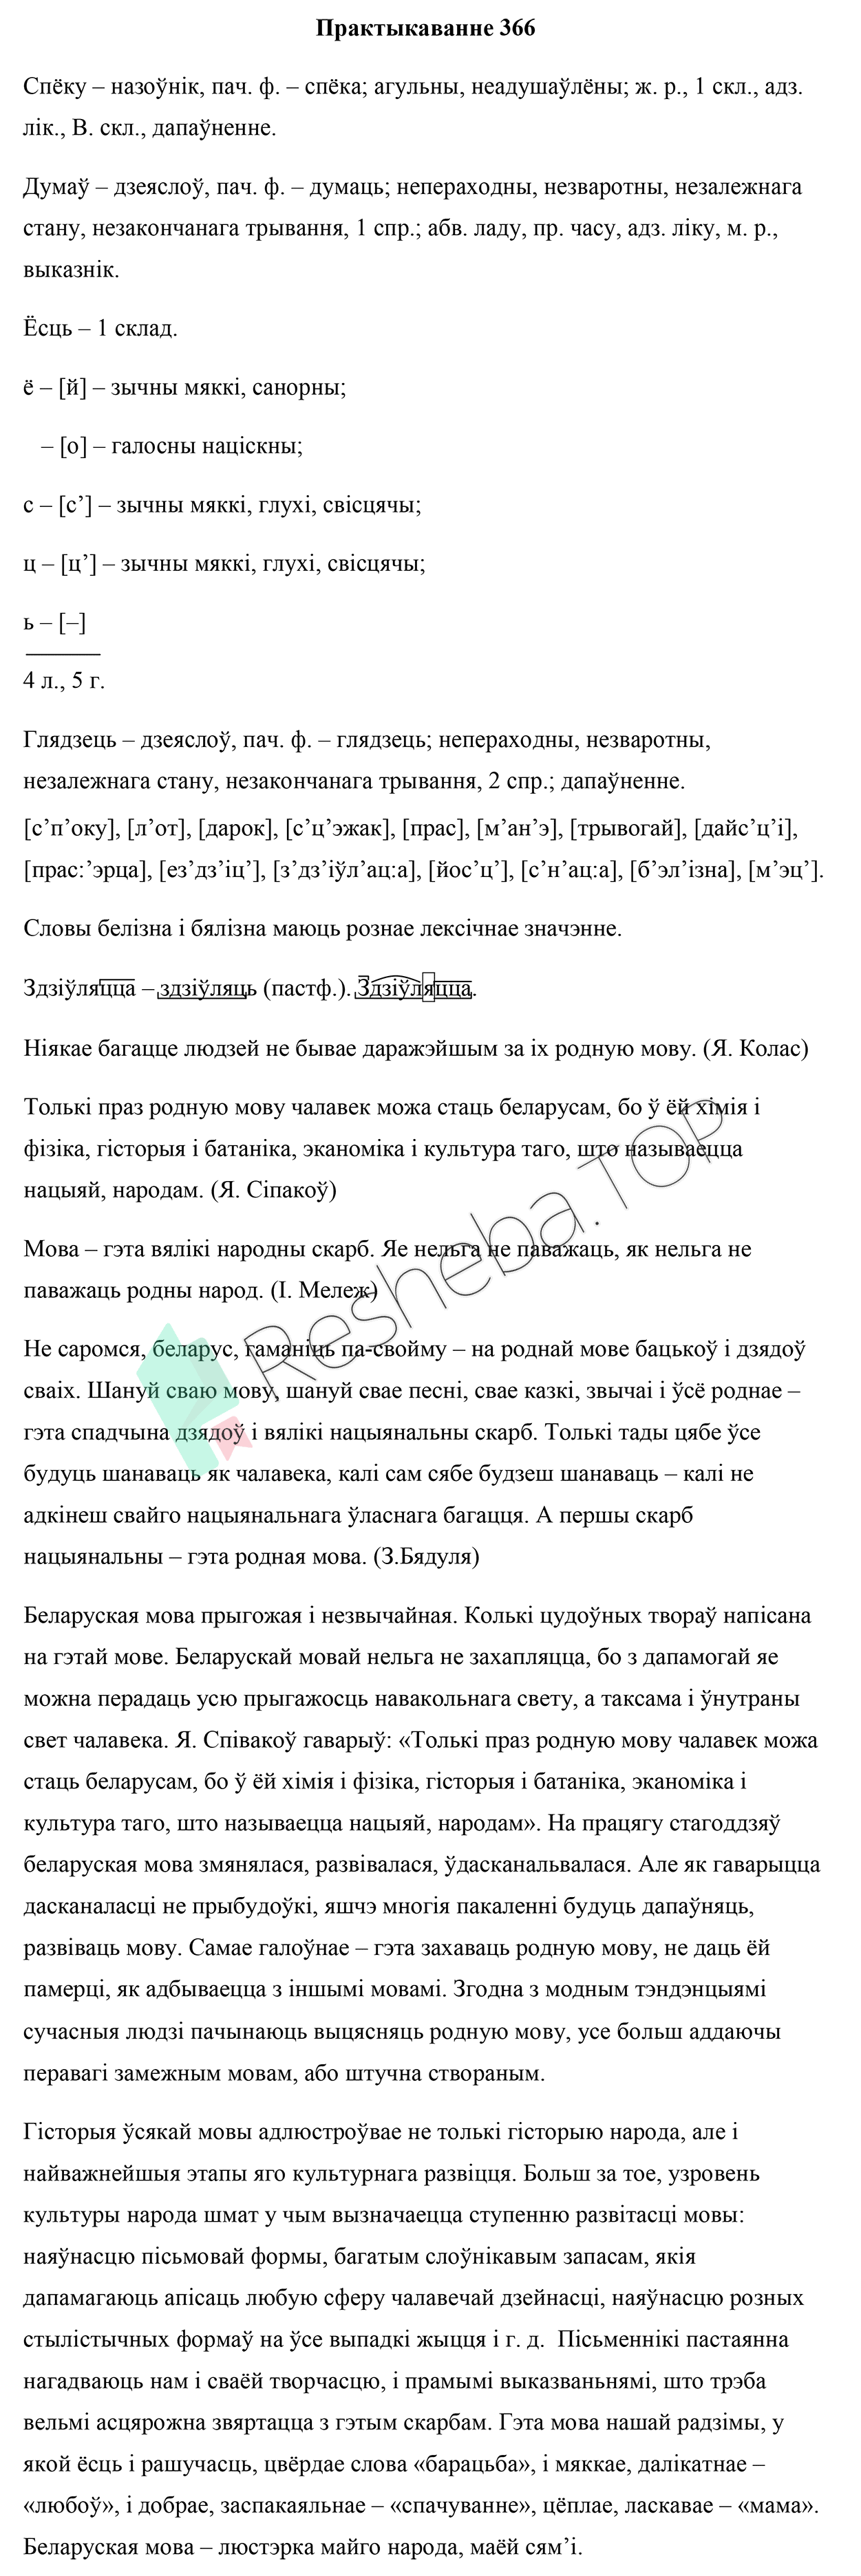 Практыкаванне 366
Спёку – назоўнік, пач. ф. – спёка; агульны, неадушаўлёны; ж. р., 1 скл., адз.
лік., В. скл., дапаўненне.
Думаў – дзеяслоў, пач. ф. – думаць; непераходны, незваротны, незалежнага
стану, незакончанага трывання, 1 спр.; абв. ладу, пр. часу, адз. ліку, м. р.,
выказнік.
Ёсць – 1 склад.
ё – [й] – зычны мяккі, санорны;
– [о] – галосны націскны;
с – [с’] – зычны мяккі, глухі, свісцячы;
ц – [ц’] – зычны мяккі, глухі, свісцячы;
ь – [–]
4 л., 5 г.
Глядзець – дзеяслоў, пач. ф. – глядзець; непераходны, незваротны,
незалежнага стану, незакончанага трывання, 2 спр.; дапаўненне.
[с’п’оку], [л’от], [дарок], [с’ц’эжак], [прас], [м’ан’э], [трывогай], [дайс’ц’і],
[прас:’эрца], [ез’дз’іц’], [з’дз’іўл’ац:а], [йос’ц’], [с’н’ац:а], [б’эл’ізна], [м’эц’].
Словы белізна і бялізна маюць рознае лексічнае значэнне.
Здзіўляцца – здзіўляць (пастф.). Здзіўляцца.
Ніякае багацце людзей не бывае даражэйшым за іх родную мову. (Я. Колас)
Толькі праз родную мову чалавек можа стаць беларусам, бо ў ёй хімія і
фізіка, гісторыя і батаніка, эканоміка і культура таго, што называецца
нацыяй, народам. (Я. Сіпакоў)
Мова – гэта вялікі народны скарб. Яе нельга не паважаць, як нельга не
паважаць родны народ. (І. Мележ)
Не саромся, беларус, гаманіць па-свойму – на роднай мове бацькоў і дзядоў
сваіх. Шануй сваю мову, шануй свае песні, свае казкі, звычаі і ўсё роднае –
гэта спадчына дзядоў і вялікі нацыянальны скарб. Толькі тады цябе ўсе
будуць шанаваць як чалавека, калі сам сябе будзеш шанаваць – калі не
адкінеш свайго нацыянальнага ўласнага багацця. А першы скарб
нацыянальны – гэта родная мова. (З.Бядуля)
Resheba.TOP
Беларуская мова прыгожая і незвычайная. Колькі цудоўных твораў напісана
на гэтай мове. Беларускай мовай нельга не захапляцца, бо з дапамогай яе
можна перадаць усю прыгажосць навакольнага свету, а таксама і ўнутраны
свет чалавека. Я. Співакоў гаварыў: «Толькі праз родную мову чалавек можа
стаць беларусам, бо ў ёй хімія і фізіка, гісторыя і батаніка, эканоміка і
культура таго, што называецца нацыяй, народам». На працягу стагоддзяў
беларуская мова змянялася, развівалася, ўдасканальвалася. Але як гаварыцца
дасканаласці не прыбудоўкі, яшчэ многія пакаленні будуць дапаўняць,
развіваць мову. Самае галоўнае – гэта захаваць родную мову, не даць ёй
памерці, як адбываецца з іншымі мовамі. Згодна з модным тэндэнцыямі
сучасныя людзі пачынаюць выцясняць родную мову, усе больш аддаючы
перавагі замежным мовам, або штучна створаным.
Гісторыя ўсякай мовы адлюстроўвае не толькі гісторыю народа, але і
найважнейшыя этапы яго культурнага развіцця. Больш за тое, узровень
культуры народа шмат у чым вызначаецца ступенню развітасці мовы:
наяўнасцю пісьмовай формы, багатым слоўнікавым запасам, якія
дапамагаюць апісаць любую сферу чалавечай дзейнасці, наяўнасцю розных
стылістычных формаў на ўсе выпадкі жыцця і г. д. Пісьменнікі пастаянна
нагадваюць нам і сваёй творчасцю, і прамымі выказваньнямі, што трэба
вельмі асцярожна звяртацца з гэтым скарбам. Гэта мова нашай радзімы, у
якой ёсць і рашучасць, цвёрдае слова «барацьба», і мяккае, далікатнае –
«любоў», і добрае, заспакаяльнае – «спачуванне», цёплае, ласкавае – «мама».
Беларуская мова – люстэрка майго народа, маёй сям’і.